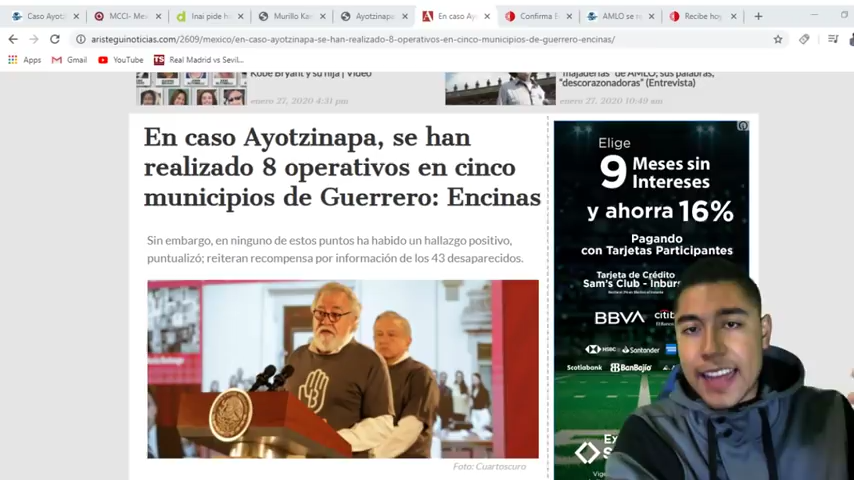 Caso Ayotz
MCCI- Me
Inai pide h
Murillo Ka
Ayotzinapa
En caso Ay
Confirma E
AMLO se r
Recibe hoy
aristeguinoticias.com/2609/mexico/en-caso-ayotzinapa-se-han-realizado-8-operativos-en-cinco-municipios-de-guerrero-encinas/
Apps
Gmail
YouTube
TS
Real Madrid vs Sevil...
Kobe Bryant y su hija | Video
enero 27, 2020 4:31 pm
"majaderías" de AMLO, sus palabras,
"descorazonadoras" (Entrevista)
enero 27, 2020 10:49 am
En caso Ayotzinapa, se han
realizado 8 operativos en cinco
municipios de Guerrero: Encinas
Sin embargo, en ninguno de estos puntos ha habido un hallazgo positivo,
puntualizó; reiteran recompensa por información de los 43 desaparecidos.
Foto: Cuartoscuro
Elige
9 Meses sin
Intereses
y ahorra 16%
Pagando
con Tarjetas Participantes
Tarjeta de Crédito
Sam's Club - Inburs
BBVA
citi
HSBC
Santander
Scotiabank
BanBajío
Ex
S
Vige